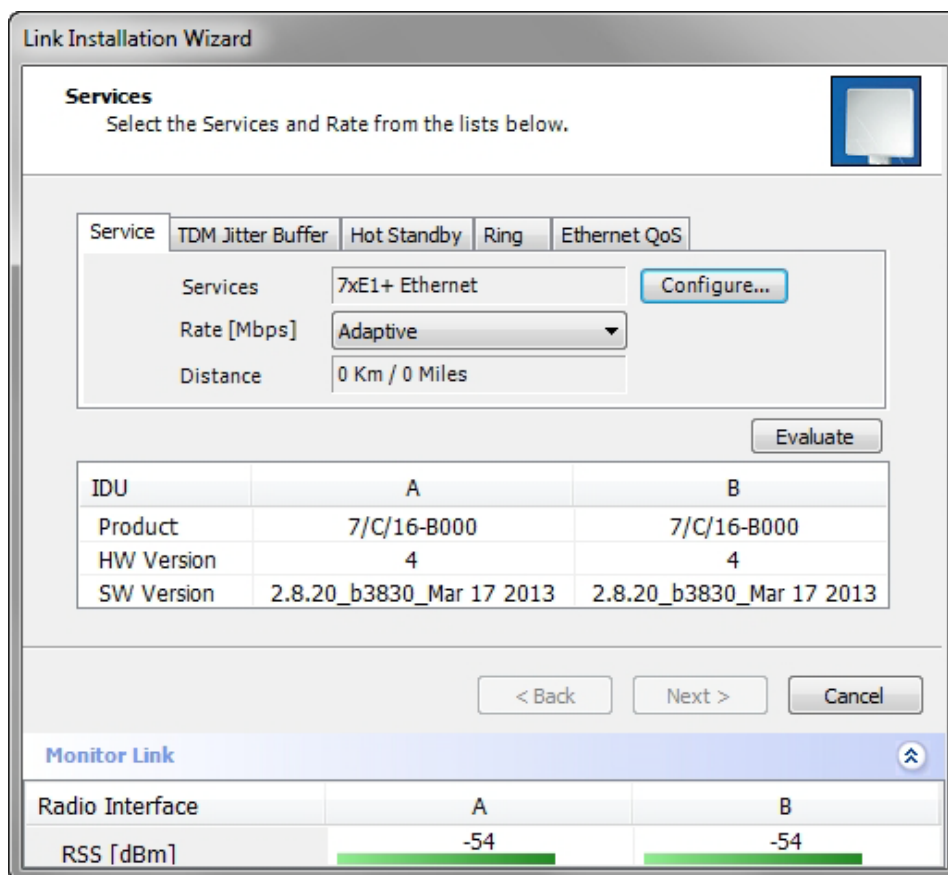 Link Installation Wizard
Services
Select the Services and Rate from the lists below.
Service TDM Jitter Buffer Hot Standby Ring Ethernet QoS
Services 7xE1+ Ethernet Configure...
Rate [Mbps] Adaptive
Distance 0 Km / 0 Miles
Evaluate
IDU A B
Product 7/C/16-B000 7/C/16-B000
HW Version 4 4
SW Version 2.8.20_b3830_Mar 17 2013 2.8.20_b3830_Mar 17 2013
< Back Next > Cancel
Monitor Link
Radio Interface A B
RSS [dBm] -54 -54